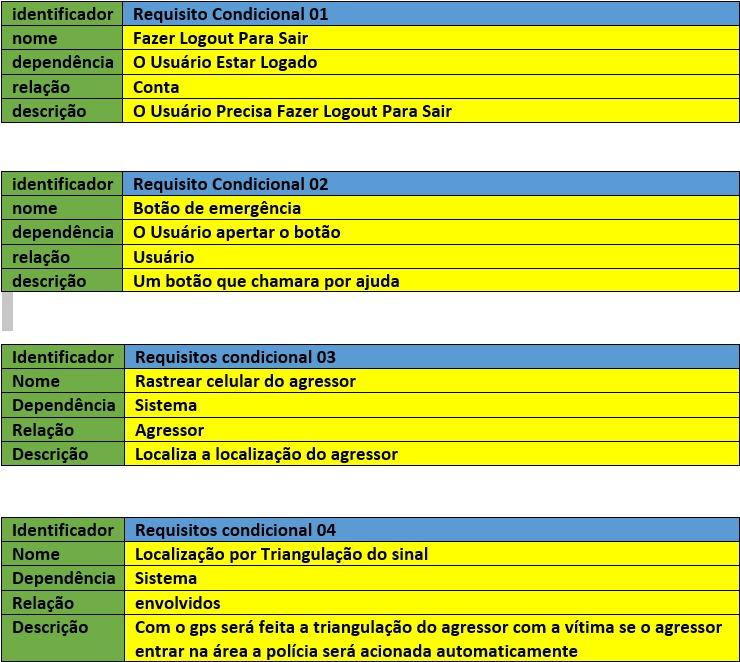 identificador Requisito Condicional 01
nome Fazer Logout Para Sair
dependência O Usuário Estar Logado
relação Conta
descrição O Usuário Precisa Fazer Logout Para Sair
identificador Requisito Condicional 02
nome Botão de emergência
dependência O Usuário apertar o botão
relação Usuário
descrição Um botão que chamara por ajuda
Identificador Requisitos condicional 03
Nome Rastrear celular do agressor
Dependência Sistema
Relação Agressor
Descrição Localiza a localização do agressor
Identificador Requisitos condicional 04
Nome Localização por Triangulação do sinal
Dependência Sistema
Relação envolvidos
Descrição Com o gps será feita a triangulação do agressor com a vítima se o agressor
entrar na área a polícia será acionada automaticamente